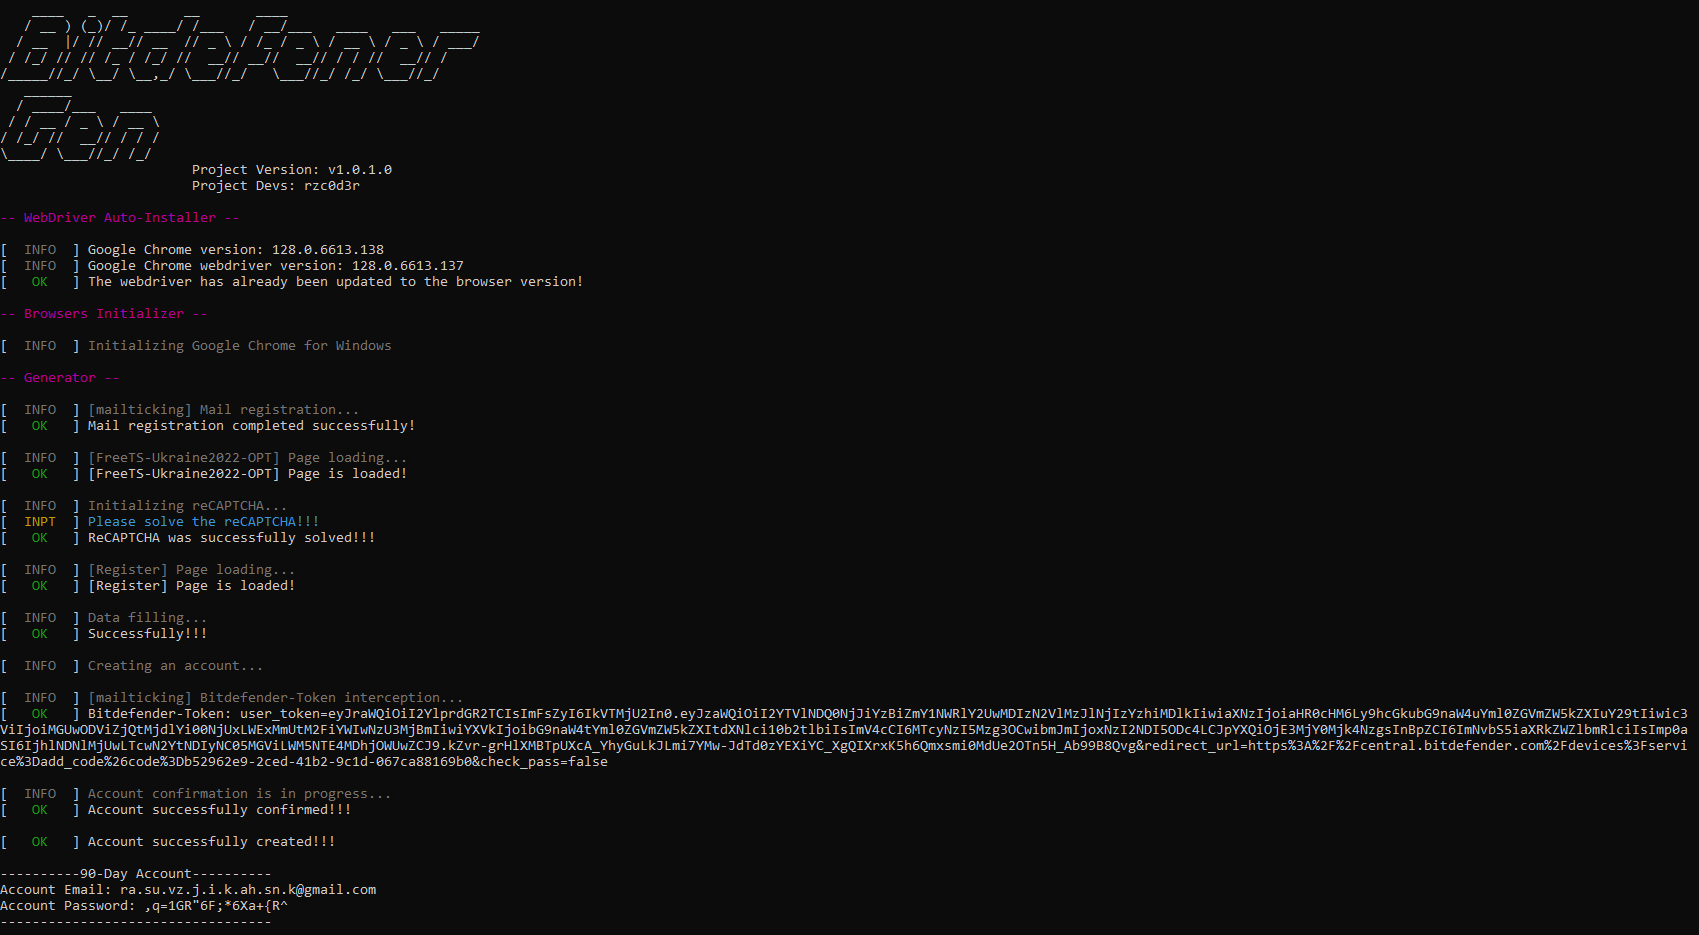 BitdeFener
Gen
Project Version: v1.0.1.0
Project Devs: rzc0d3r
-- WebDriver Auto-Installer --
[ INFO ] Google Chrome version: 128.0.6613.138
[ INFO ] Google Chrome webdriver version: 128.0.6613.137
[ OK ] The webdriver has already been updated to the browser version!
-- Browsers Initializer --
[ INFO ] Initializing Google Chrome for Windows
-- Generator --
[ INFO ] [mailticking] Mail registration...
[ OK ] Mail registration completed successfully!
[ INFO ] [FreeTS-Ukraine2022-OPT] Page loading...
[ OK ] [FreeTS-Ukraine2022-OPT] Page is loaded!
[ INFO ] Initializing reCAPTCHA...
[ INPT ] Please solve the reCAPTCHA!!!
[ OK ] ReCAPTCHA was successfully solved!!!
[ INFO ] [Register] Page loading...
[ OK ] [Register] Page is loaded!
[ INFO ] Data filling...
[ OK ] Successfully!!!
[ INFO ] Creating an account...
[ INFO ] [mailticking] Bitdefender-Token interception...
[ OK ] Bitdefender-Token: user_token=eyJraWQiOiI2YlprdGR2TCIsImFsZyI6IkVTMjU2In0.eyJzaWQiOiI2YTVlNDQ0NjJiYzBiZmY1NWRlY2UwMDIzN2VlMzJlNjIzYzhiMDlkIiwiaXNzIjoiaHR0cHM6Ly9hcGkubG9naW4uYml0ZGVmZW5kZXIuY29tIiwic3
ViIjoiMGUwODViZjQtMjdlYi00NjUxLWExMmUtM2FiYWIwNzU3MjBmIiwiYXVkIjoibG9naW4tYml0ZGVmZW5kZXItdXNlci10b2tlbiIsImV4cCI6MTcyNzI5Mzg3OCwibmJmIjoxNzI2NDI5ODc4LCJpYXQiOjE3MjY0Mjk4NzgsInBpZCI6ImNvbS5iaXRkZWZlbmRlciIsImp0a
SI6IjhlNDNlMjUwLTcwN2YtNDIyNC05MGViLWM5NTE4MDhjOWUwZCJ9.kZvr-grHlXMBTpUXcA_YhyGuLkJLmi7YMw-JdTd0zYEXiYC_XgQIXrxK5h6Qmxsmi0MdUe2OTn5H_Ab99B8Qvg&redirect_url=https%3A%2F%2Fcentral.bitdefender.com%2Fdevices%3Fservi
ce%3Dadd_code%26code%3Db52962e9-2ced-41b2-9c1d-067ca88169b0&check_pass=false
[ INFO ] Account confirmation is in progress...
[ OK ] Account successfully confirmed!!!
[ OK ] Account successfully created!!!
----------90-Day Account----------
Account Email: ra.su.vz.j.i.k.ah.sn.k@gmail.com
Account Password: ,q=1GR"6F;*6Xa+{R^
----------------------------------